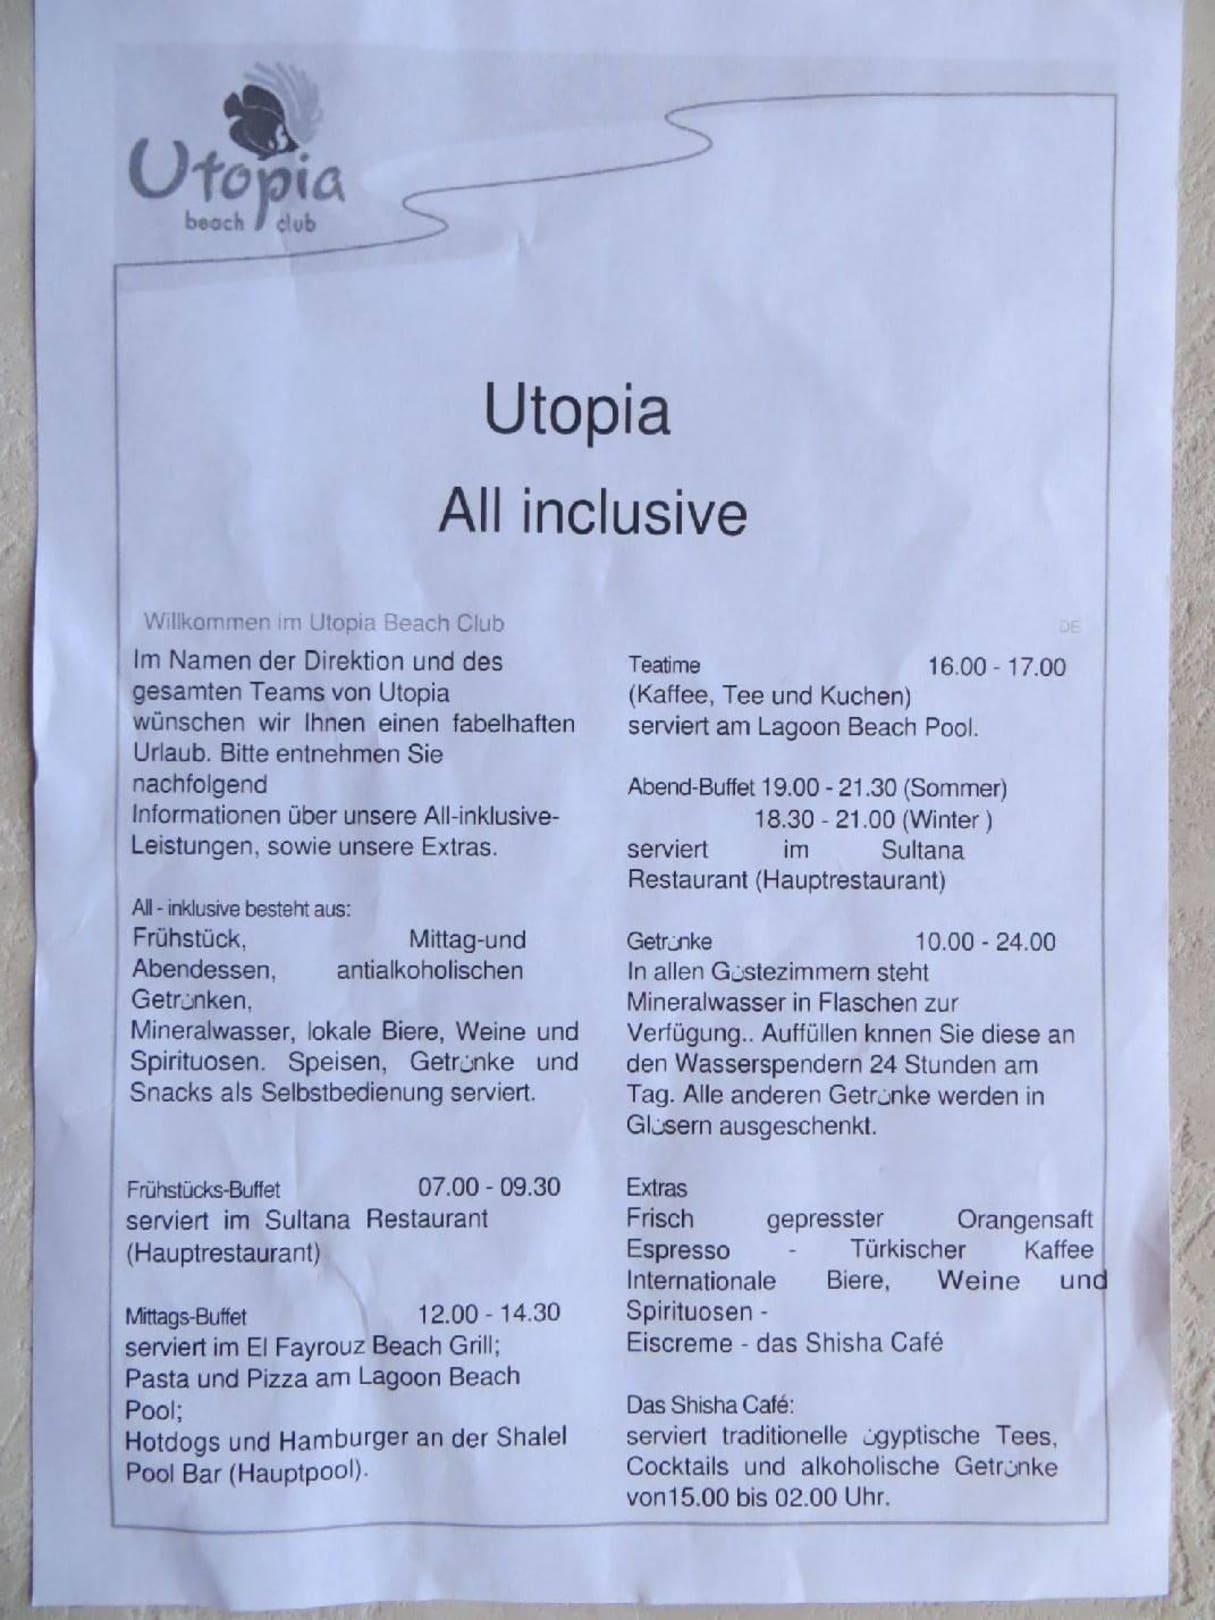 Utopia
beach club
Utopia
All inclusive
Willkommen im Utopia Beach Club
DE
Im Namen der Direktion und des
gesamten Teams von Utopia
wünschen wir Ihnen einen fabelhaften
Urlaub. Bitte entnehmen Sie
nachfolgend
Informationen über unsere All-inklusive-
Leistungen, sowie unsere Extras.
All - inklusive besteht aus:
Frühstück, Mittag-und
Abendessen, antialkoholischen
Getrنnken,
Mineralwasser, lokale Biere, Weine und
Spirituosen. Speisen, Getrنnke und
Snacks als Selbstbedienung serviert.
Frühstücks-Buffet 07.00 - 09.30
serviert im Sultana Restaurant
(Hauptrestaurant)
Mittags-Buffet 12.00 - 14.30
serviert im El Fayrouz Beach Grill;
Pasta und Pizza am Lagoon Beach
Pool;
Hotdogs und Hamburger an der Shalel
Pool Bar (Hauptpool).
Teatime 16.00 - 17.00
(Kaffee, Tee und Kuchen)
serviert am Lagoon Beach Pool.
Abend-Buffet 19.00 - 21.30 (Sommer)
18.30 - 21.00 (Winter )
serviert im Sultana
Restaurant (Hauptrestaurant)
Getrنnke 10.00 - 24.00
In allen Gنstezimmern steht
Mineralwasser in Flaschen zur
Verfügung.. Auffüllen knnen Sie diese an
den Wasserspendern 24 Stunden am
Tag. Alle anderen Getrنnke werden in
Glنsern ausgeschenkt.
Extras
Frisch gepresster Orangensaft
Espresso - Türkischer Kaffee
Internationale Biere, Weine und
Spirituosen -
Eiscreme - das Shisha Café
Das Shisha Café:
serviert traditionelle نgyptische Tees,
Cocktails und alkoholische Getrنnke
von15.00 bis 02.00 Uhr.